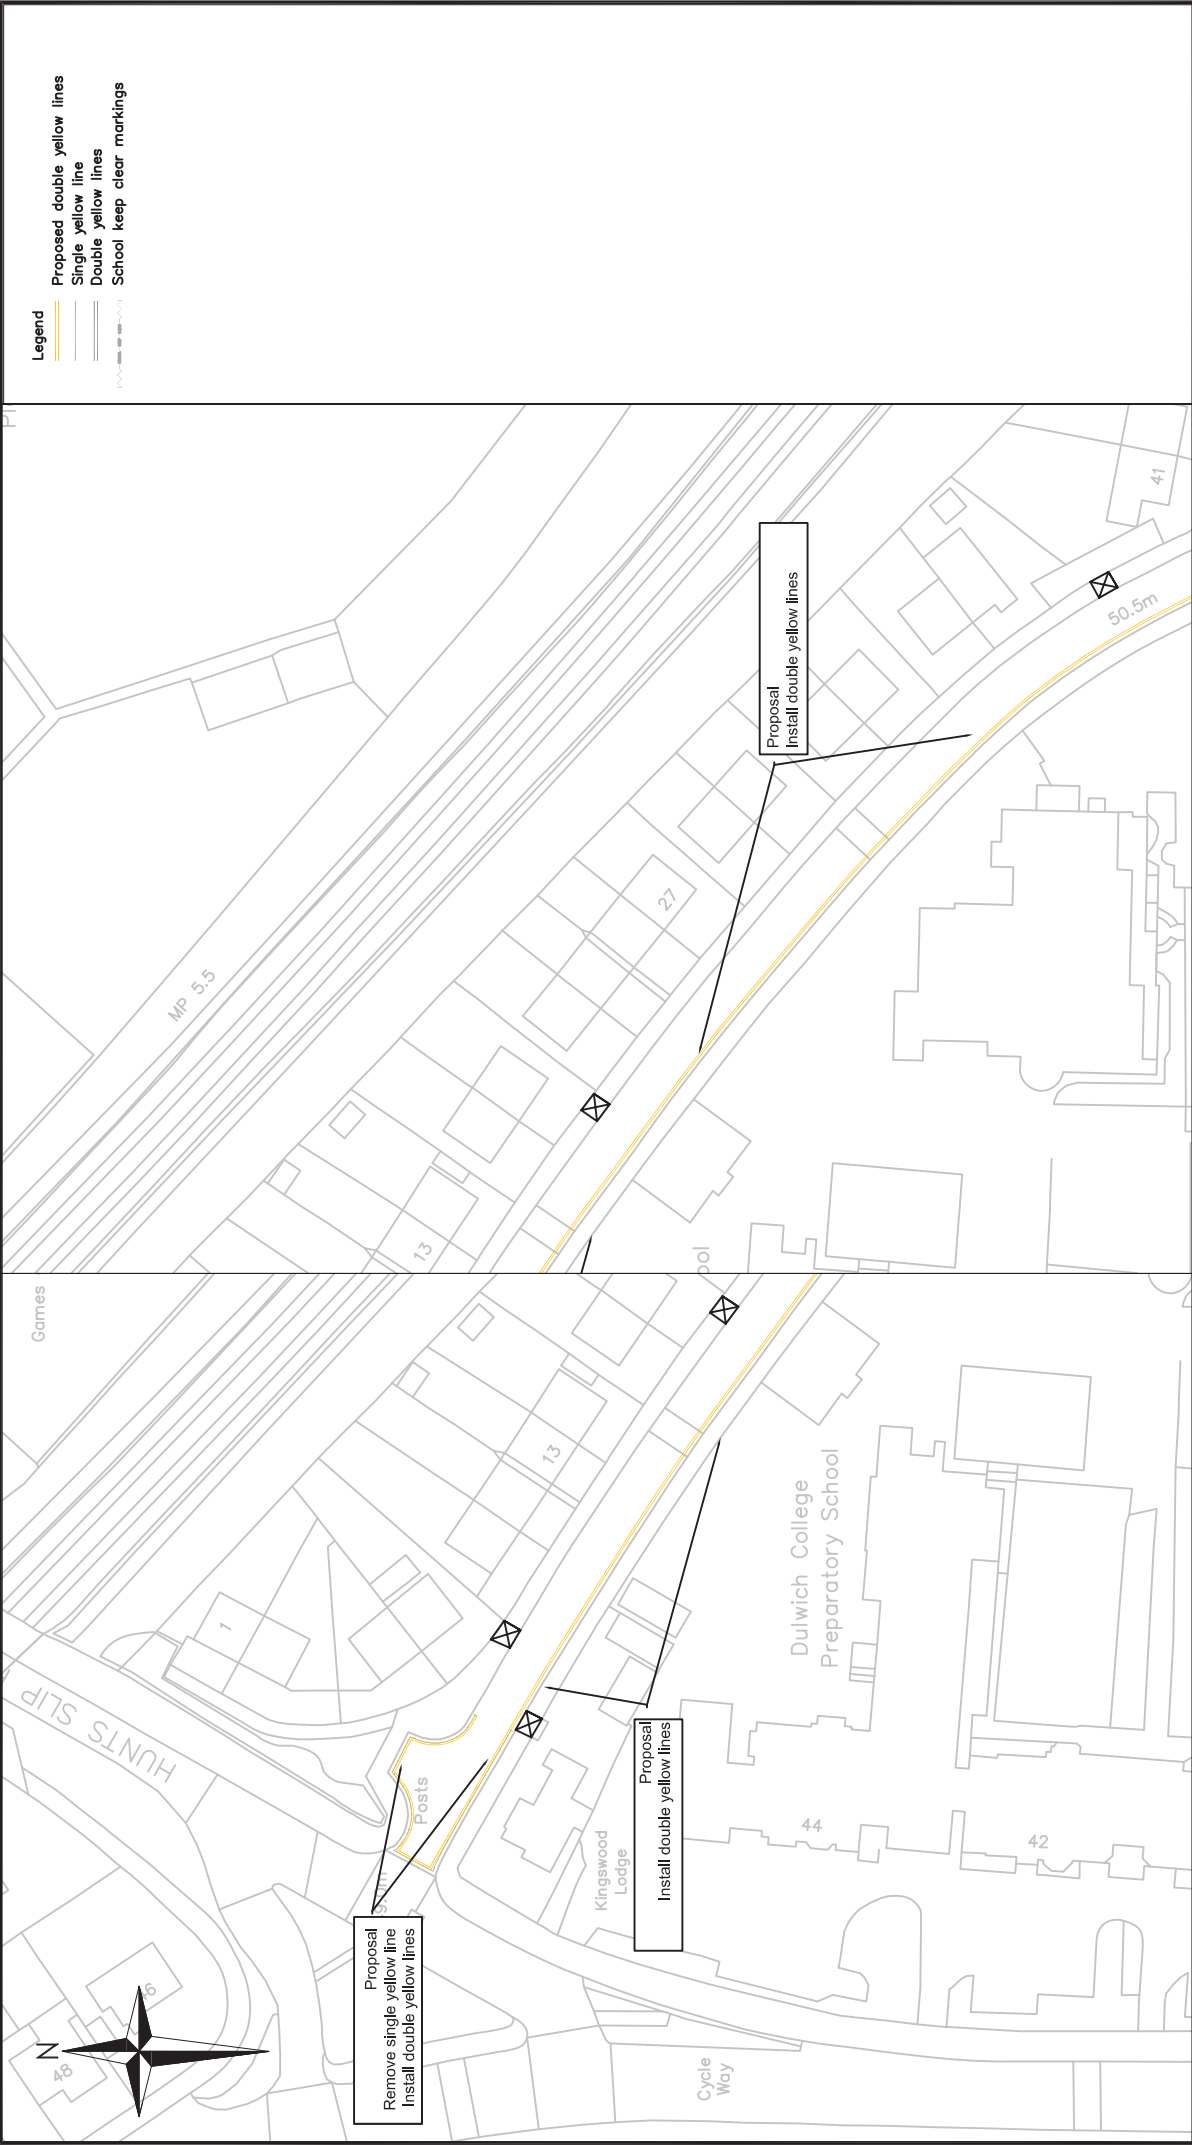 Legend
Proposed double yellow lines
Single yellow line
Double yellow lines
School keep clear markings
MP 5.5
27
13
41
50.5m
Proposal
Install double yellow lines
Games
1
HUNTS SLIP
13
Posts
Dulwich College
Preparatory School
Proposal
Install double yellow lines
Kingswood
Lodge
44
42
Proposal
Remove single yellow line
Install double yellow lines
Cycle
Way
N
48